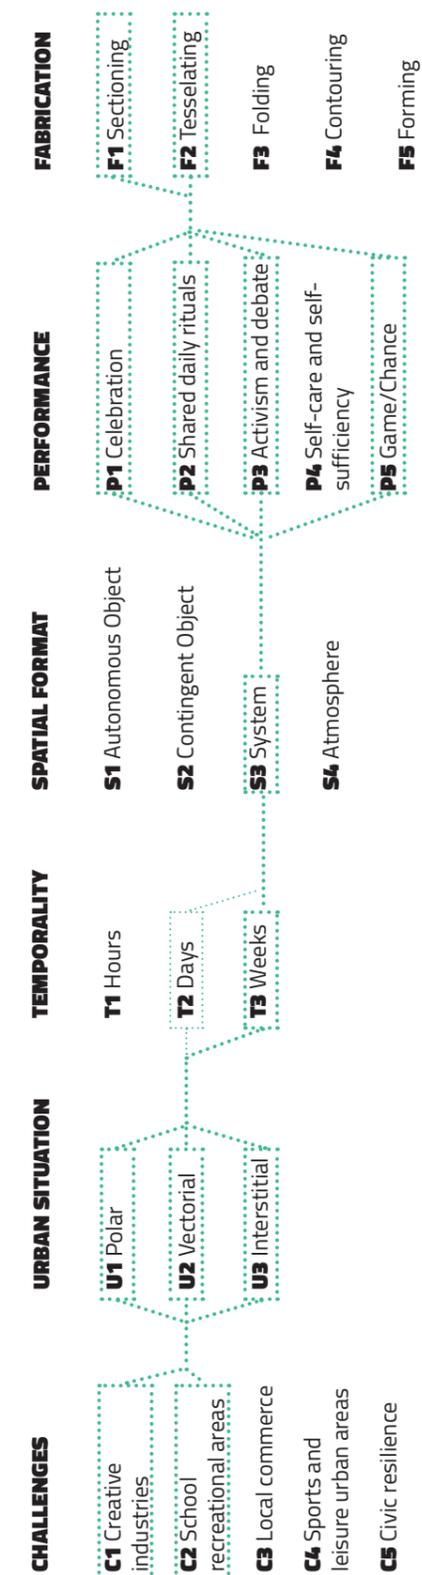 CHALLENGES
C1 Creative
industries
C2 School
recreational areas
C3 Local commerce
C4 Sports and
leisure urban areas
C5 Civic resilience
URBAN SITUATION
U1 Polar
U2 Vectorial
U3 Interstitial
TEMPORALITY
T1 Hours
T2 Days
T3 Weeks
SPATIAL FORMAT
S1 Autonomous Object
S2 Contingent Object
S3 System
S4 Atmosphere
PERFORMANCE
P1 Celebration
P2 Shared daily rituals
P3 Activism and debate
P4 Self-care and self-
sufficiency
P5 Game/Chance
FABRICATION
F1 Sectioning
F2 Tesselating
F3 Folding
F4 Contouring
F5 Forming